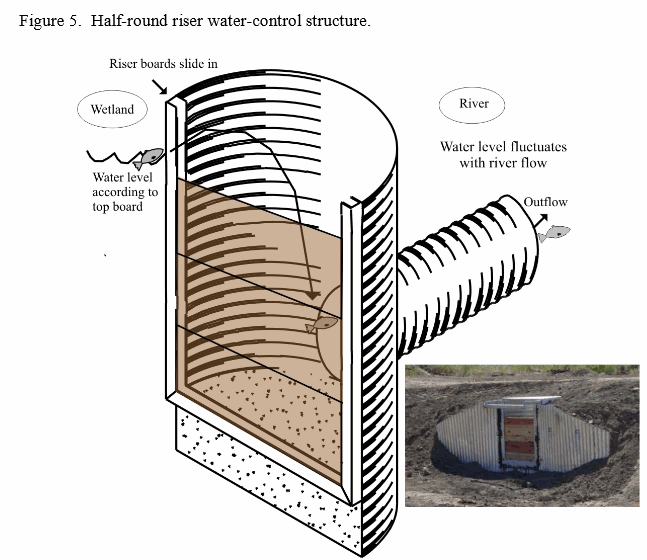 Figure 5.  Half-round riser water-control structure.
Riser boards slide in
Wetland
River
Water level fluctuates
with river flow
Water level
according to
top board
Outflow